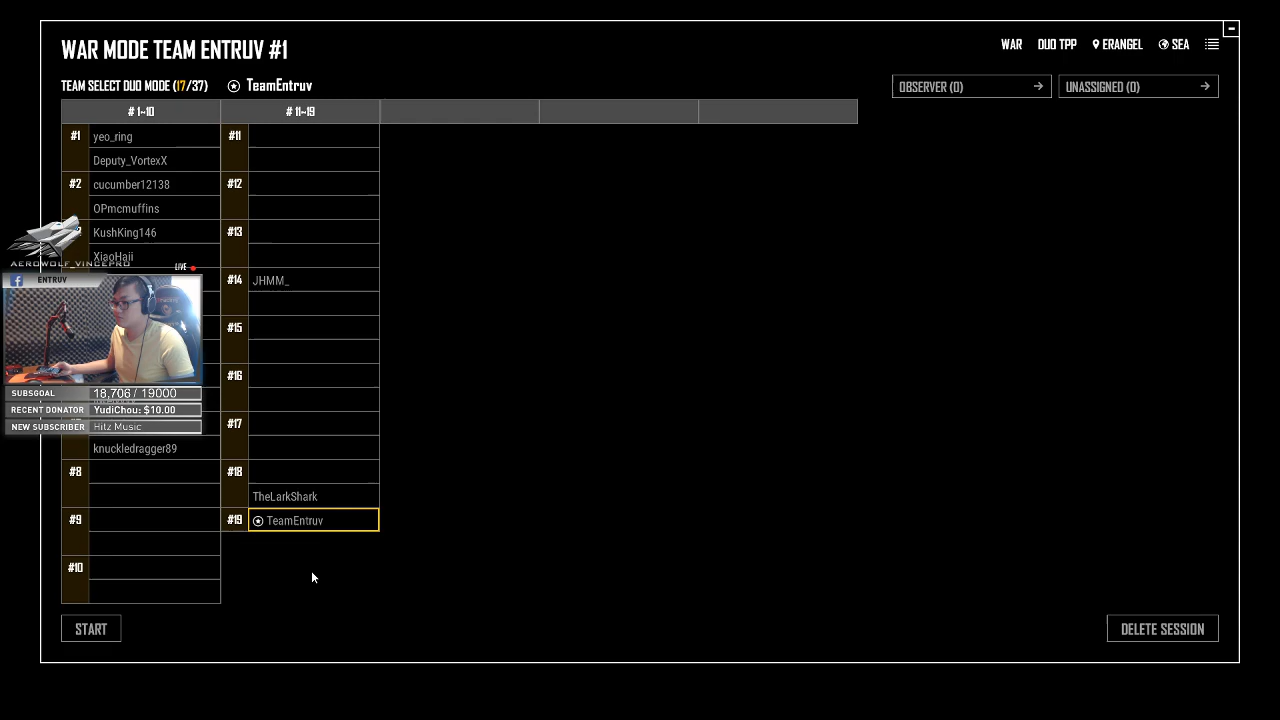 WAR MODE TEAM ENTRUV #1
WAR DUO TPP ERANGEL SEA
TEAM SELECT DUO MODE (17/37) TeamEntruv
OBSERVER (0) UNASSIGNED (0)
# 1~10 # 11~19
#1 yeo_ring #11
Deputy_VortexX
#2 cucumber12138 #12
OPmcmuffins
KushKing146 #13
XiaoHaii
AEROWOLF_VINCEPRO LIVE
ENTRUV #14 JHMM_
#15
#16
SUBSGOAL 18,706 / 19000
RECENT DONATOR YudiChou: $10.00
NEW SUBSCRIBER Hitz Music #17
knuckledragger89
#8 #18
TheLarkShark
#9 #19 TeamEntruv
#10
START DELETE SESSION